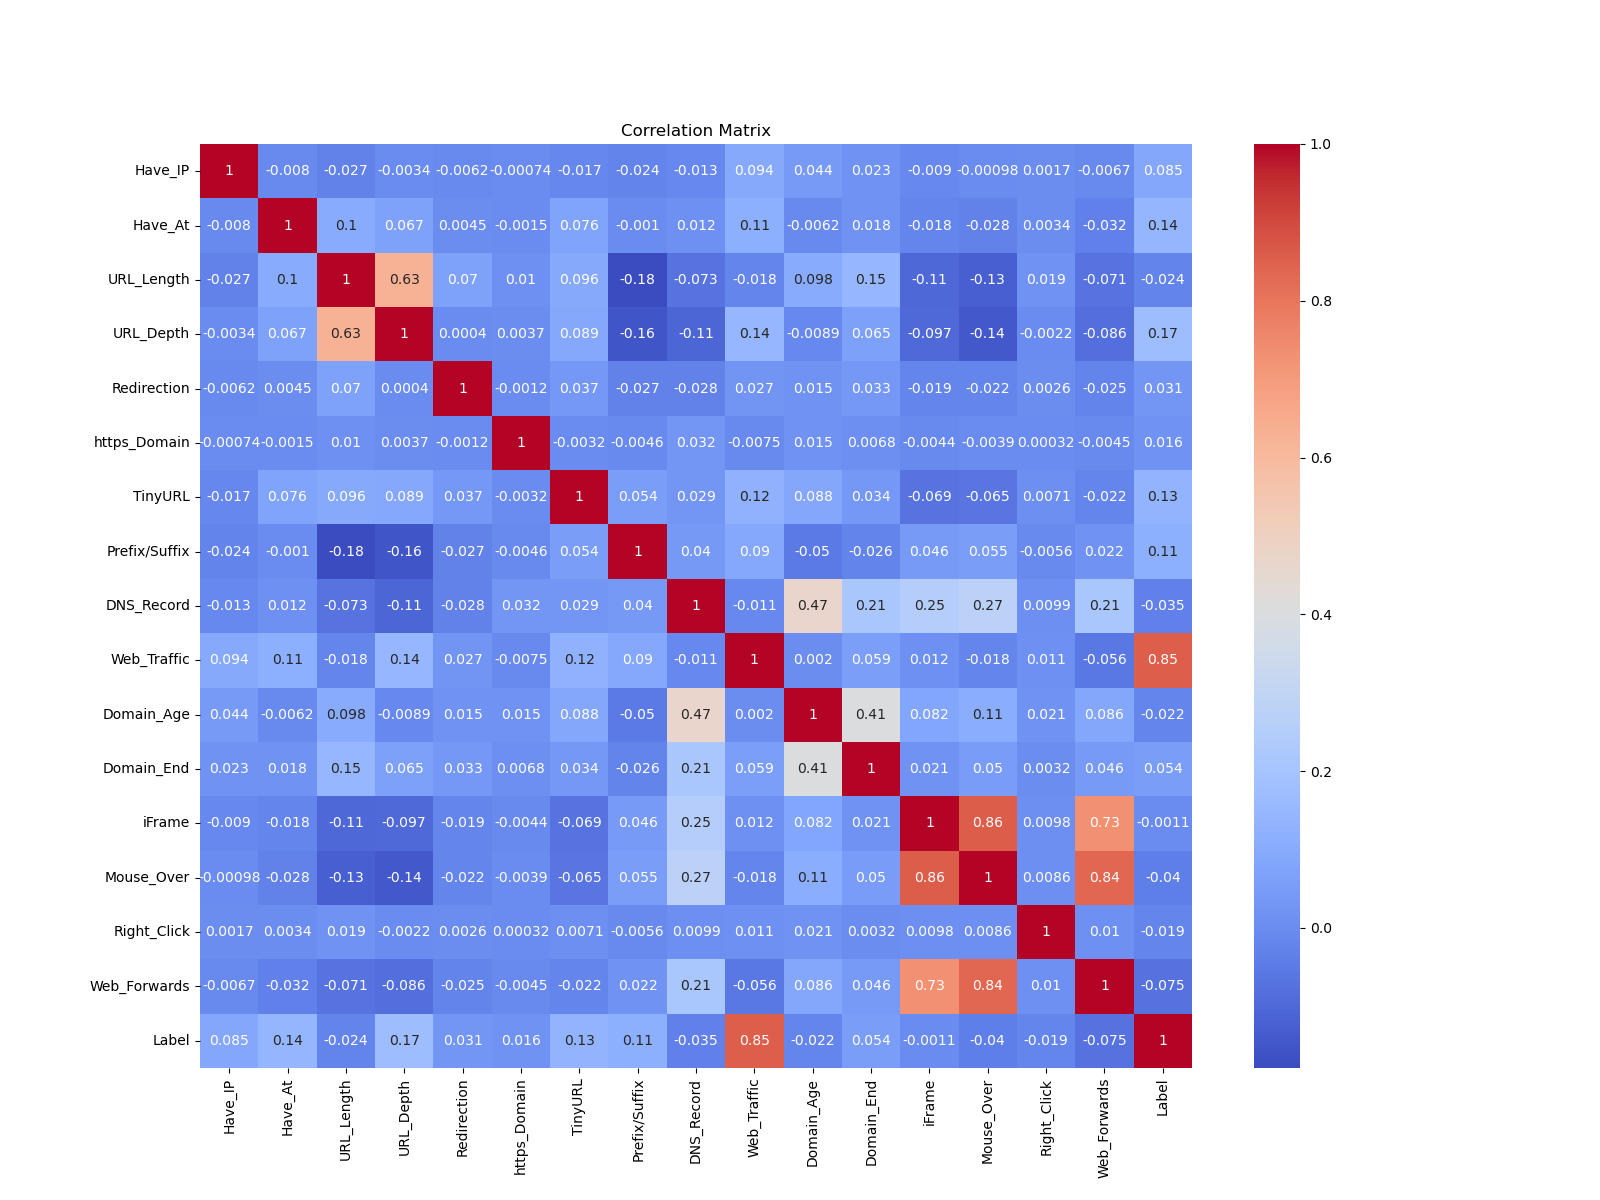 Correlation Matrix
Have_IP 1 -0.008 -0.027 -0.0034 -0.0062 -0.00074 -0.017 -0.024 -0.013 0.094 0.044 0.023 -0.009 -0.00098 0.0017 -0.0067 0.085
Have_At -0.008 1 0.1 0.067 0.0045 -0.0015 0.076 -0.001 0.012 0.11 -0.0062 0.018 -0.018 -0.028 0.0034 -0.032 0.14
URL_Length -0.027 0.1 1 0.63 0.07 0.01 0.096 -0.18 -0.073 -0.018 0.098 0.15 -0.11 -0.13 0.019 -0.071 -0.024
URL_Depth -0.0034 0.067 0.63 1 0.0004 0.0037 0.089 -0.16 -0.11 0.14 -0.0089 0.065 -0.097 -0.14 -0.0022 -0.086 0.17
Redirection -0.0062 0.0045 0.07 0.0004 1 -0.0012 0.037 -0.027 -0.028 0.027 0.015 0.033 -0.019 -0.022 0.0026 -0.025 0.031
https_Domain -0.00074 -0.0015 0.01 0.0037 -0.0012 1 -0.0032 -0.0046 0.032 -0.0075 0.015 0.0068 -0.0044 -0.0039 0.00032 -0.0045 0.016
TinyURL -0.017 0.076 0.096 0.089 0.037 -0.0032 1 0.054 0.029 0.12 0.088 0.034 -0.069 -0.065 0.0071 -0.022 0.13
Prefix/Suffix -0.024 -0.001 -0.18 -0.16 -0.027 -0.0046 0.054 1 0.04 0.09 -0.05 -0.026 0.046 0.055 -0.0056 0.022 0.11
DNS_Record -0.013 0.012 -0.073 -0.11 -0.028 0.032 0.029 0.04 1 -0.011 0.47 0.21 0.25 0.27 0.0099 0.21 -0.035
Web_Traffic 0.094 0.11 -0.018 0.14 0.027 -0.0075 0.12 0.09 -0.011 1 0.002 0.059 0.012 -0.018 0.011 -0.056 0.85
Domain_Age 0.044 -0.0062 0.098 -0.0089 0.015 0.015 0.088 -0.05 0.47 0.002 1 0.41 0.082 0.11 0.021 0.086 -0.022
Domain_End 0.023 0.018 0.15 0.065 0.033 0.0068 0.034 -0.026 0.21 0.059 0.41 1 0.021 0.05 0.0032 0.046 0.054
iFrame -0.009 -0.018 -0.11 -0.097 -0.019 -0.0044 -0.069 0.046 0.25 0.012 0.082 0.021 1 0.86 0.0098 0.73 -0.0011
Mouse_Over -0.00098 -0.028 -0.13 -0.14 -0.022 -0.0039 -0.065 0.055 0.27 -0.018 0.11 0.05 0.86 1 0.0086 0.84 -0.04
Right_Click 0.0017 0.0034 0.019 -0.0022 0.0026 0.00032 0.0071 -0.0056 0.0099 0.011 0.021 0.0032 0.0098 0.0086 1 0.01 -0.019
Web_Forwards -0.0067 -0.032 -0.071 -0.086 -0.025 -0.0045 -0.022 0.022 0.21 -0.056 0.086 0.046 0.73 0.84 0.01 1 -0.075
Label 0.085 0.14 -0.024 0.17 0.031 0.016 0.13 0.11 -0.035 0.85 -0.022 0.054 -0.0011 -0.04 -0.019 -0.075 1
Have_IP Have_At URL_Length URL_Depth Redirection https_Domain TinyURL Prefix/Suffix DNS_Record Web_Traffic Domain_Age Domain_End iFrame Mouse_Over Right_Click Web_Forwards Label
1.0
0.8
0.6
0.4
0.2
0.0